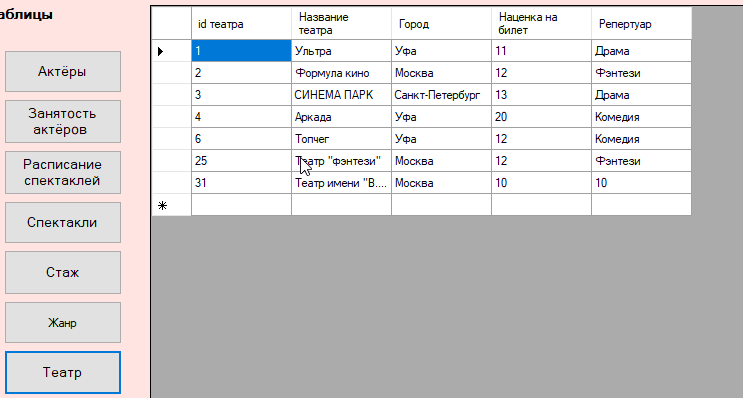 аблицы
Актёры
Занятость
актёров
Расписание
спектаклей
Спектакли
Стаж
Жанр
Театр
id театра Название театра Город Наценка на билет Репертуар
1 Ультра Уфа 11 Драма
2 Формула кино Москва 12 Фэнтези
3 СИНЕМА ПАРК Санкт-Петербург 13 Драма
4 Аркада Уфа 20 Комедия
6 Топчег Уфа 12 Комедия
25 Театр "фэнтези" Москва 12 Фэнтези
31 Театр имени "В.... Москва 10 10